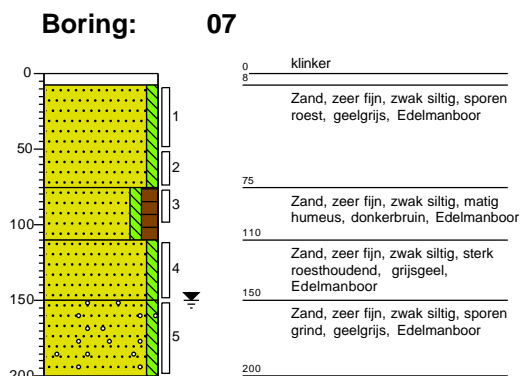 Boring: 07
0
50
100
150
200
1
2
3
4
5
0
klinker
8
Zand, zeer fijn, zwak siltig, sporen
roest, geelgrijs, Edelmanboor
75
Zand, zeer fijn, zwak siltig, matig
humeus, donkerbruin, Edelmanboor
110
Zand, zeer fijn, zwak siltig, sterk
roesthoudend, grijsgeel,
Edelmanboor
150
Zand, zeer fijn, zwak siltig, sporen
grind, geelgrijs, Edelmanboor
200